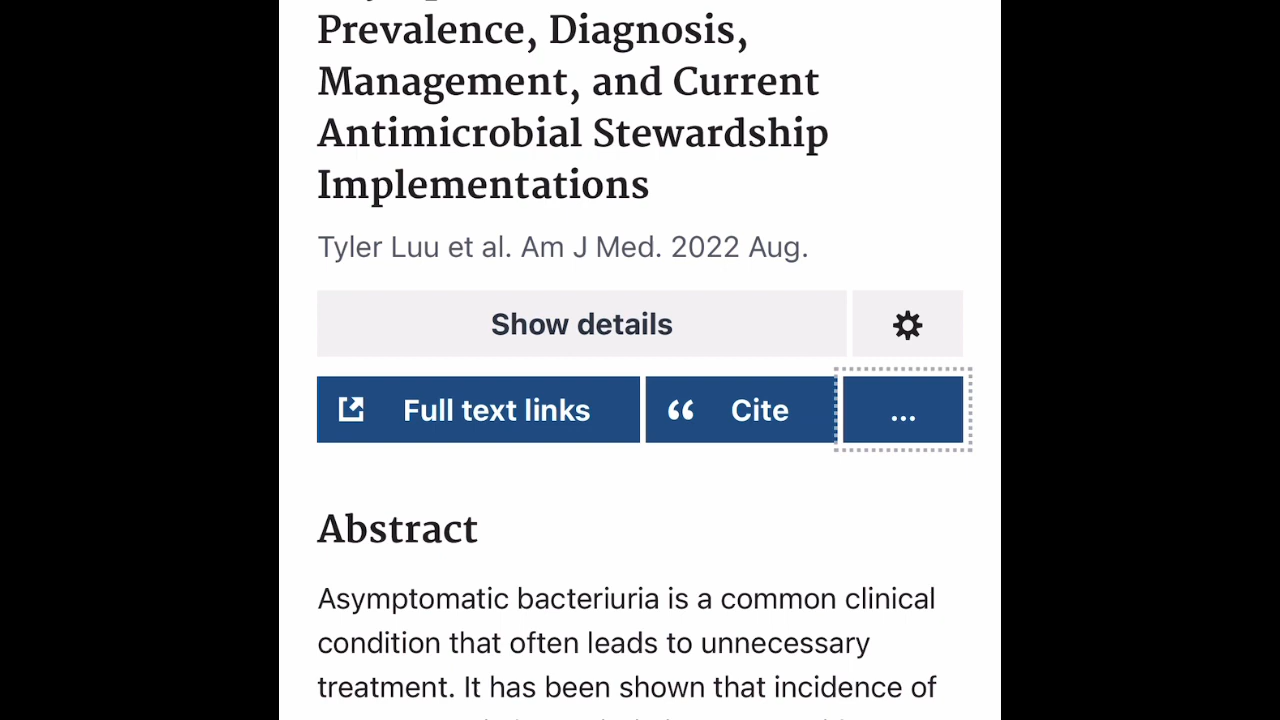 Prevalence, Diagnosis,
Management, and Current
Antimicrobial Stewardship
Implementations
Tyler Luu et al. Am J Med. 2022 Aug.
Show details
Full text links
“ Cite
...
Abstract
Asymptomatic bacteriuria is a common clinical
condition that often leads to unnecessary
treatment. It has been shown that incidence of